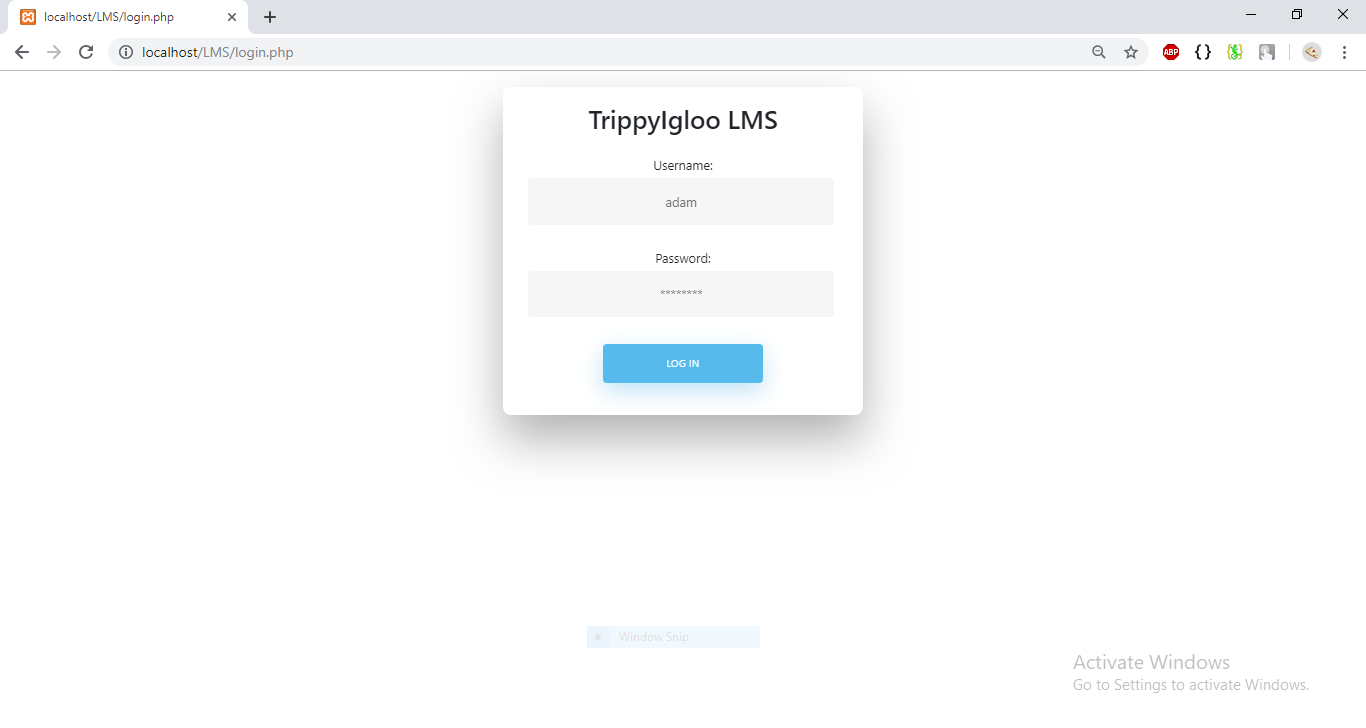 localhost/LMS/login.php
localhost/LMS/login.php
ABP
TrippyIgloo LMS
Username:
adam
Password:
********
LOG IN
Window Snip
Activate Windows
Go to Settings to activate Windows.